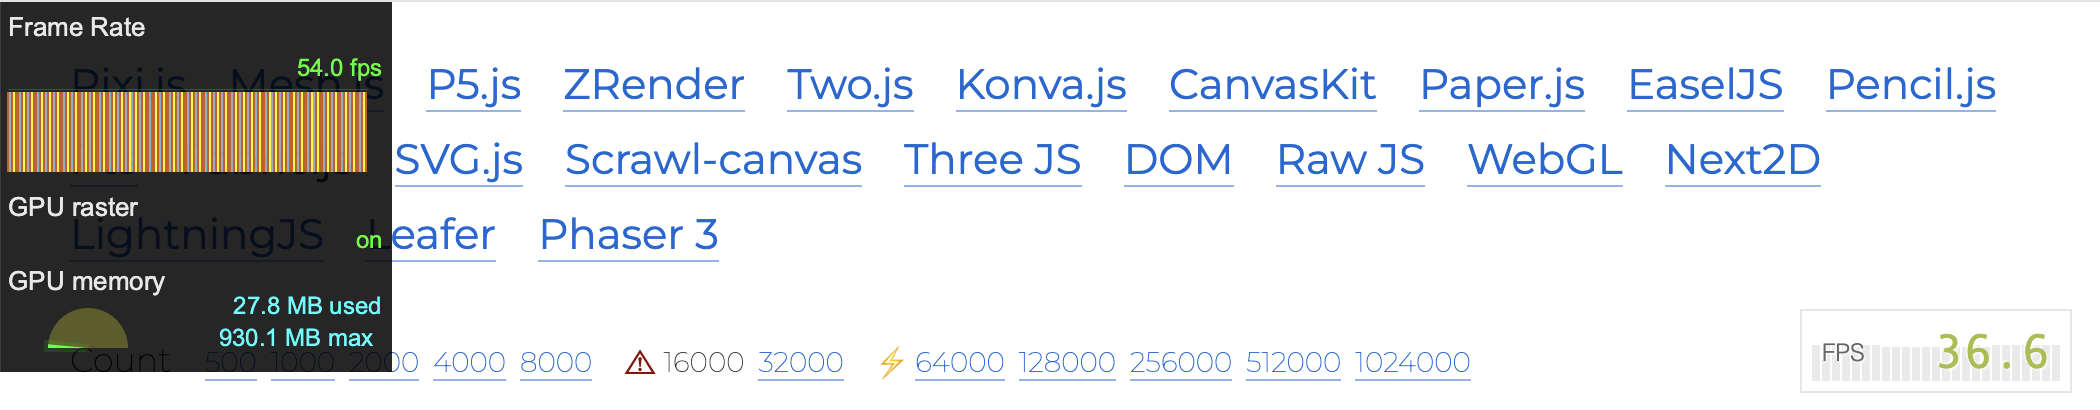 Frame Rate
54.0 fps
Pixi.js Mesh.js P5.js ZRender Two.js Konva.js CanvasKit Paper.js EaselJS Pencil.js
SVG.js Scrawl-canvas Three JS DOM Raw JS WebGL Next2D
GPU raster
on
LightningJS Leafer Phaser 3
GPU memory
27.8 MB used
930.1 MB max
Count 500 1000 2000 4000 8000 16000 32000 ⚡ 64000 128000 256000 512000 1024000
FPS 36.6